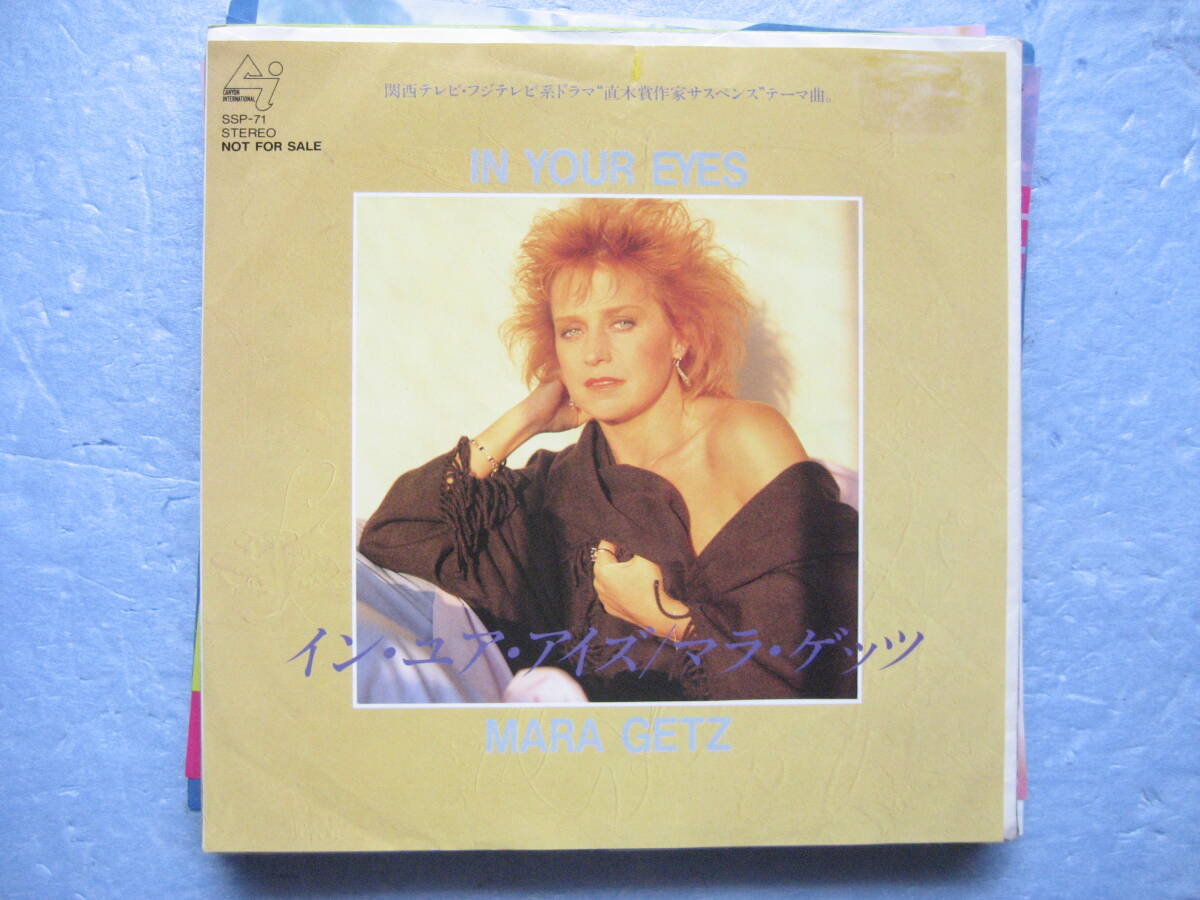 CANYON
INTERNATIONAL
SSP-71
STEREO
NOT FOR SALE
関西テレビ・フジテレビ系ドラマ“直木賞作家サスペンス”テーマ曲。
IN YOUR EYES
イン・ユア・アイズ/マラ・ゲッツ
MARA GETZ